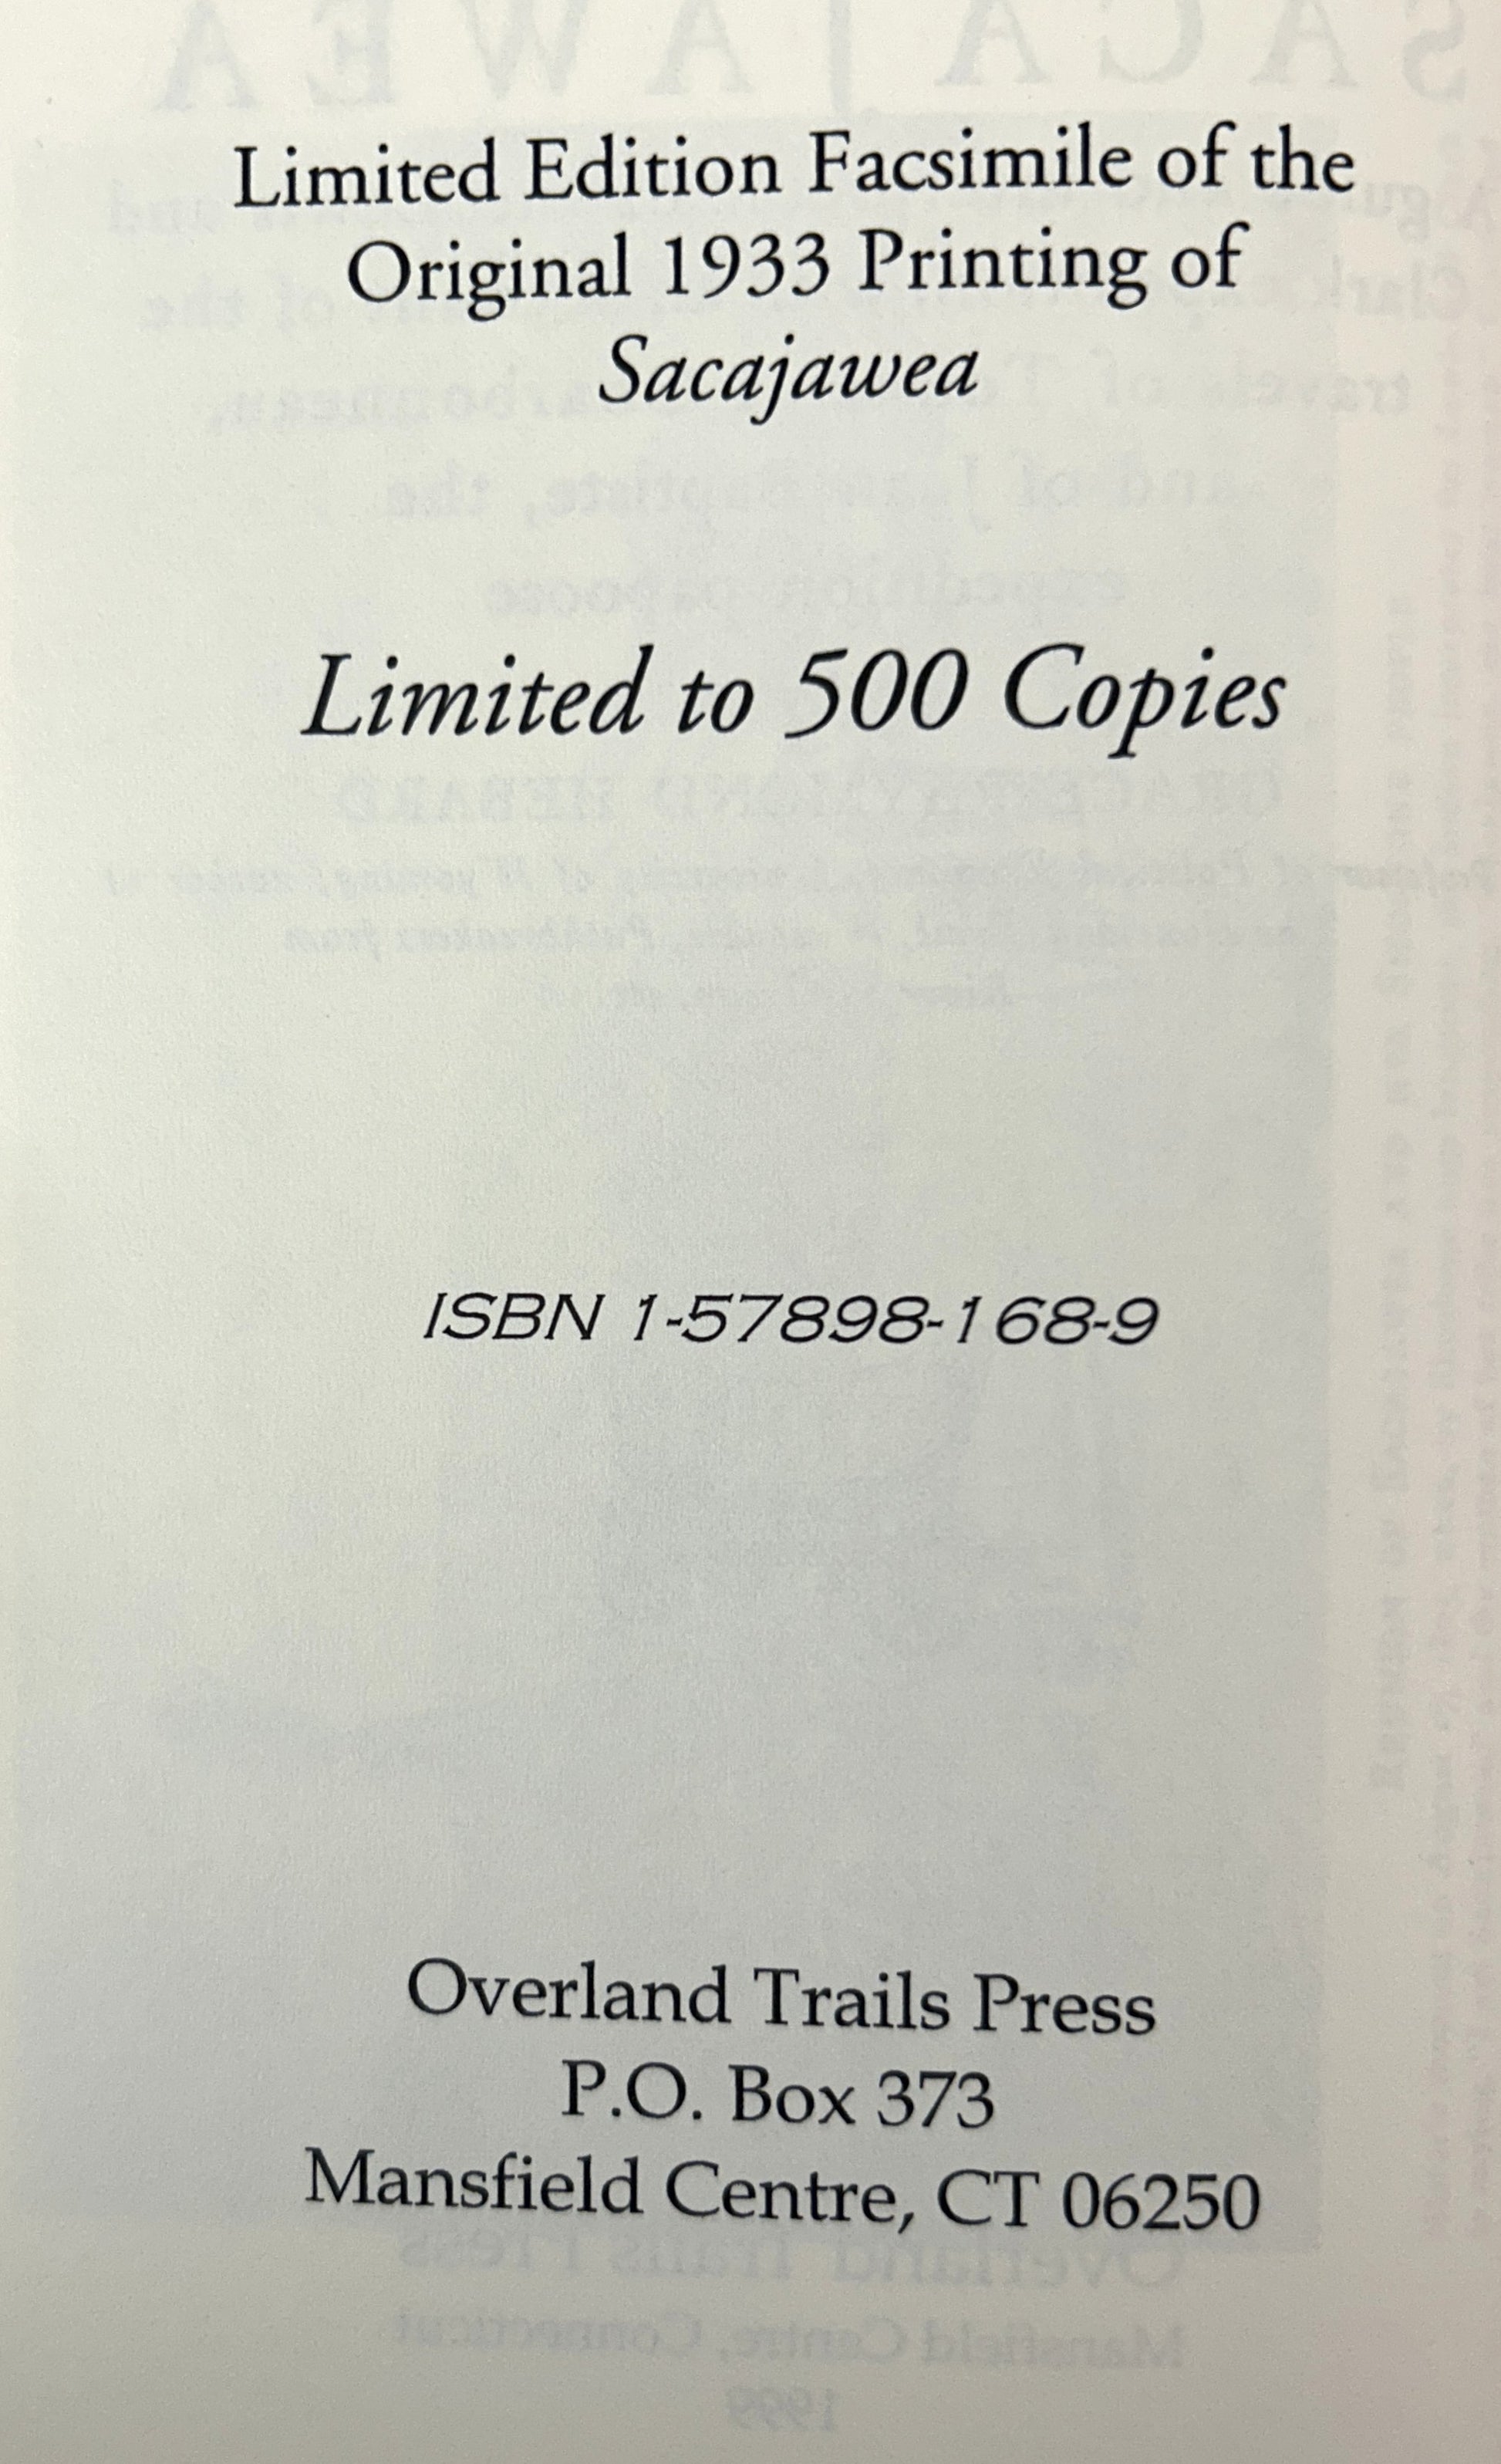 Limited Edition Facsimile of the
Original 1933 Printing of
Sacajawea
Limited to 500 Copies
ISBN 1-57898-168-9
Overland Trails Press
P.O. Box 373
Mansfield Centre, CT 06250